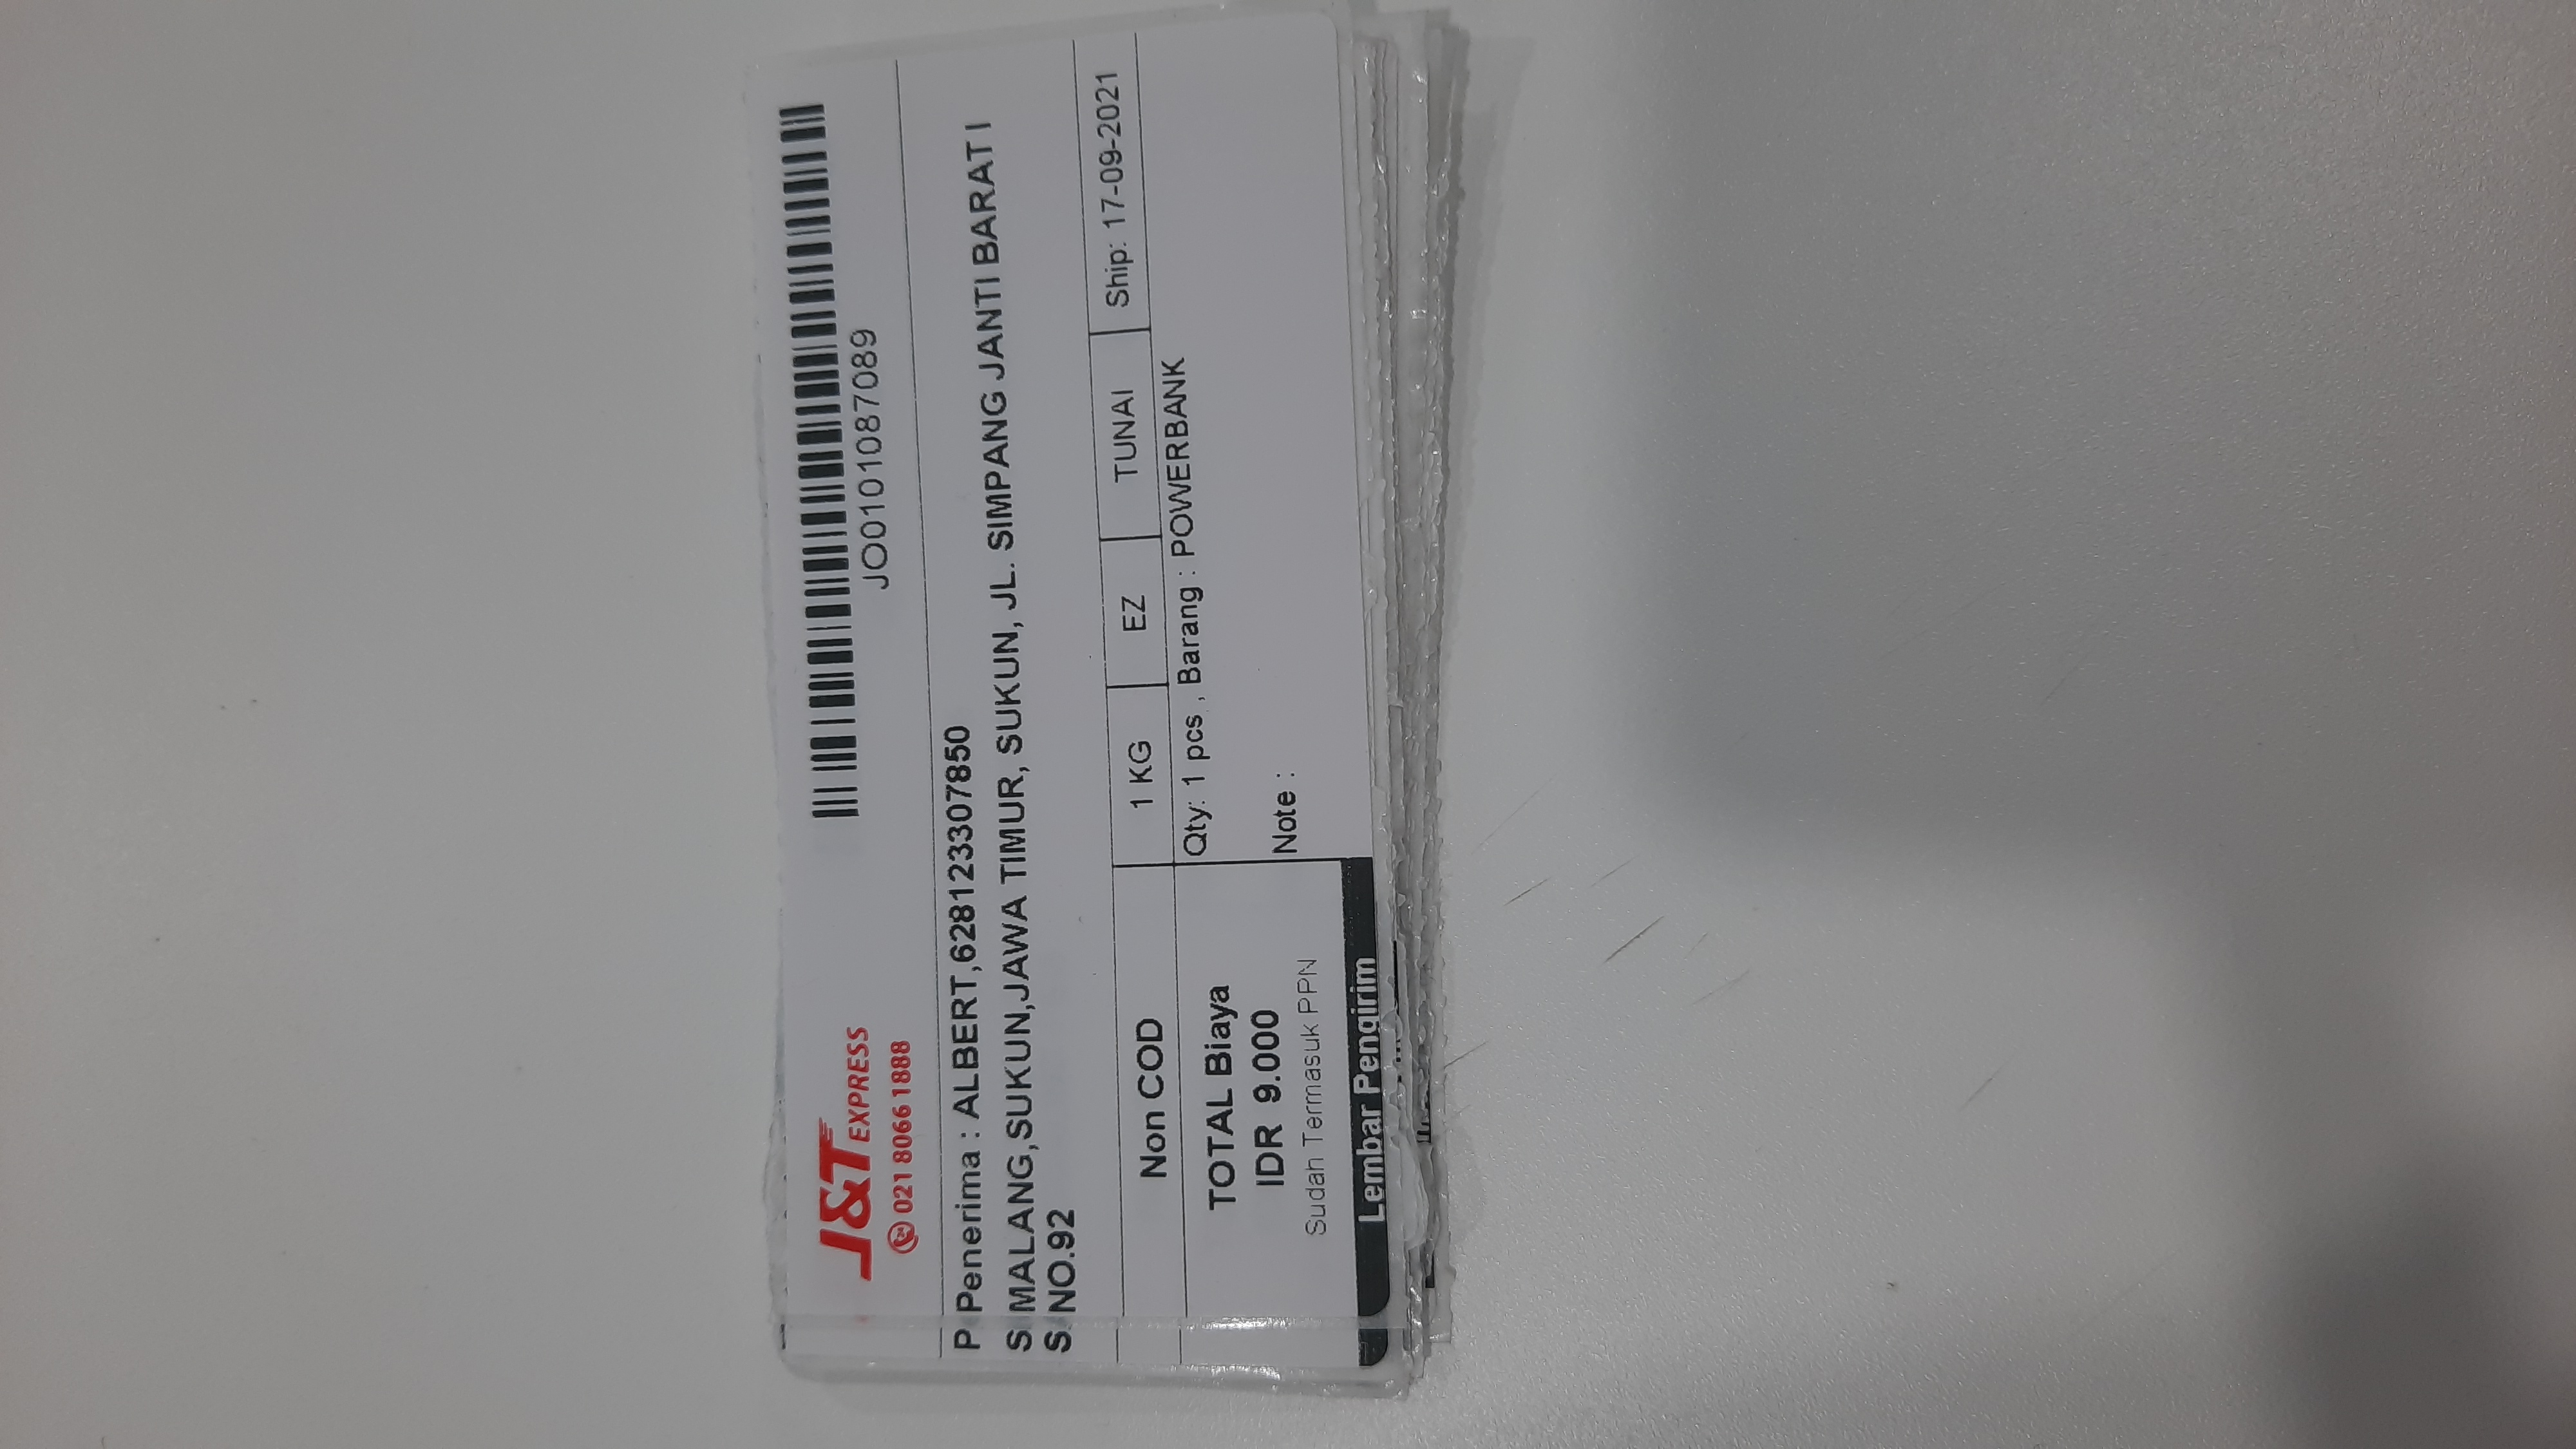 J&T EXPRESS
021 8066 1888
JO0101087089
P Penerima : ALBERT,628123307850
S MALANG,SUKUN,JAWA TIMUR, SUKUN, JL. SIMPANG JANTI BARAT I
S NO.92
Non COD
1 KG
EZ
TUNAI
Ship: 17-09-2021
TOTAL Biaya
IDR 9.000
Sudah Termasuk PPN
Qty: 1 pcs , Barang : POWERBANK
Note :
Lembar Pengirim